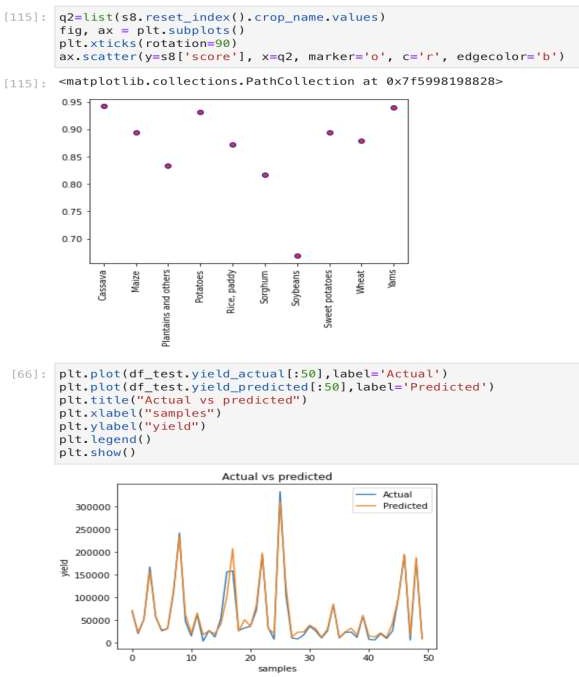 [115]: q2=list(s8.reset_index().crop_name.values)
fig, ax = plt.subplots()
plt.xticks(rotation=90)
ax.scatter(y=s8['score'], x=q2, marker='o', c='r', edgecolor='b')
[115]: <matplotlib.collections.PathCollection at 0x7f5998198828>
0.95
0.90
0.85
0.80
0.75
0.70
Cassava
Maize
Plantains and others
Potatoes
Rice, paddy
Sorghum
Soybeans
Sweet potatoes
Wheat
Yams
[66]: plt.plot(df_test.yield_actual[:50],label='Actual')
plt.plot(df_test.yield_predicted[:50],label='Predicted')
plt.title("Actual vs predicted")
plt.xlabel("samples")
plt.ylabel("yield")
plt.legend()
plt.show()
Actual vs predicted
Actual
Predicted
300000
250000
200000
150000
100000
50000
0
yield
0 10 20 30 40 50
samples